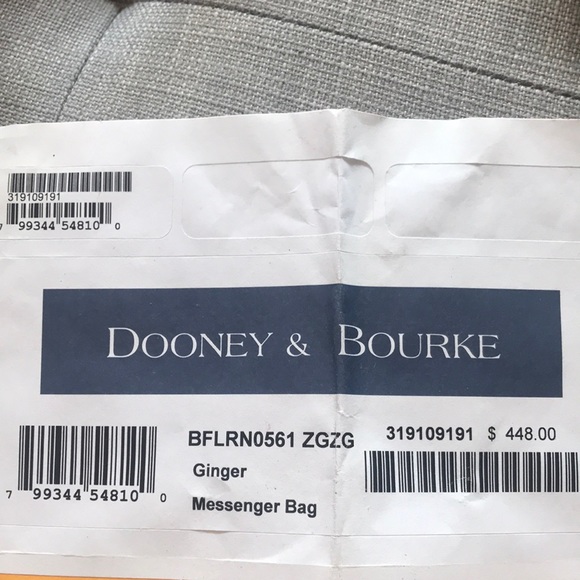 319109191
7 99344 54810 0
DOONEY & BOURKE
BFLRN0561 ZGZG
319109191 $ 448.00
Ginger
7 99344 54810 0
Messenger Bag